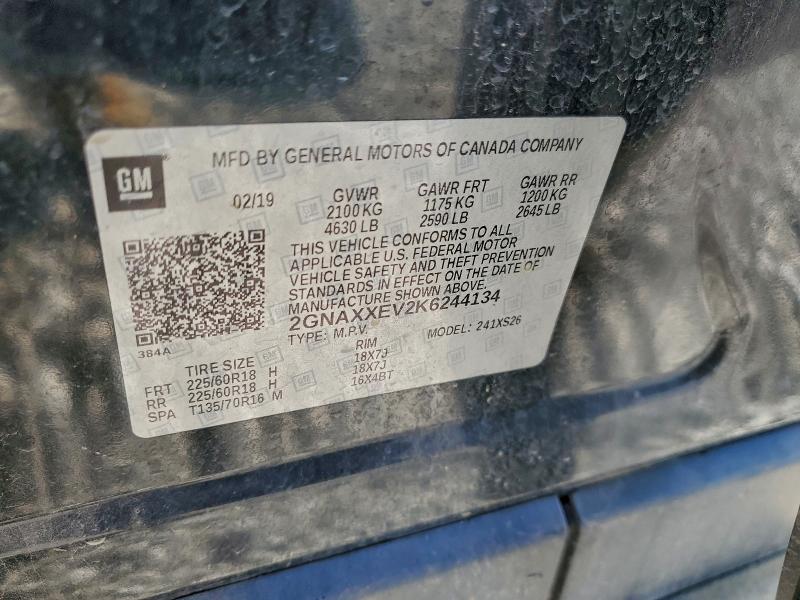 GM
MFD BY GENERAL MOTORS OF CANADA COMPANY
02/19 GVWR GAWR FRT GAWR RR
2100 KG 1175 KG 1200 KG
4630 LB 2590 LB 2645 LB
THIS VEHICLE CONFORMS TO ALL
APPLICABLE U.S. FEDERAL MOTOR
VEHICLE SAFETY AND THEFT PREVENTION
STANDARDS IN EFFECT ON THE DATE OF
MANUFACTURE SHOWN ABOVE.
2GNAXXEV2K6244134
TYPE: M.P.V. MODEL: 241XS26
384A
TIRE SIZE RIM
FRT 225/60R18 H 18X7J
RR 225/60R18 H 18X7J
SPA T135/70R16 M 16X4BT